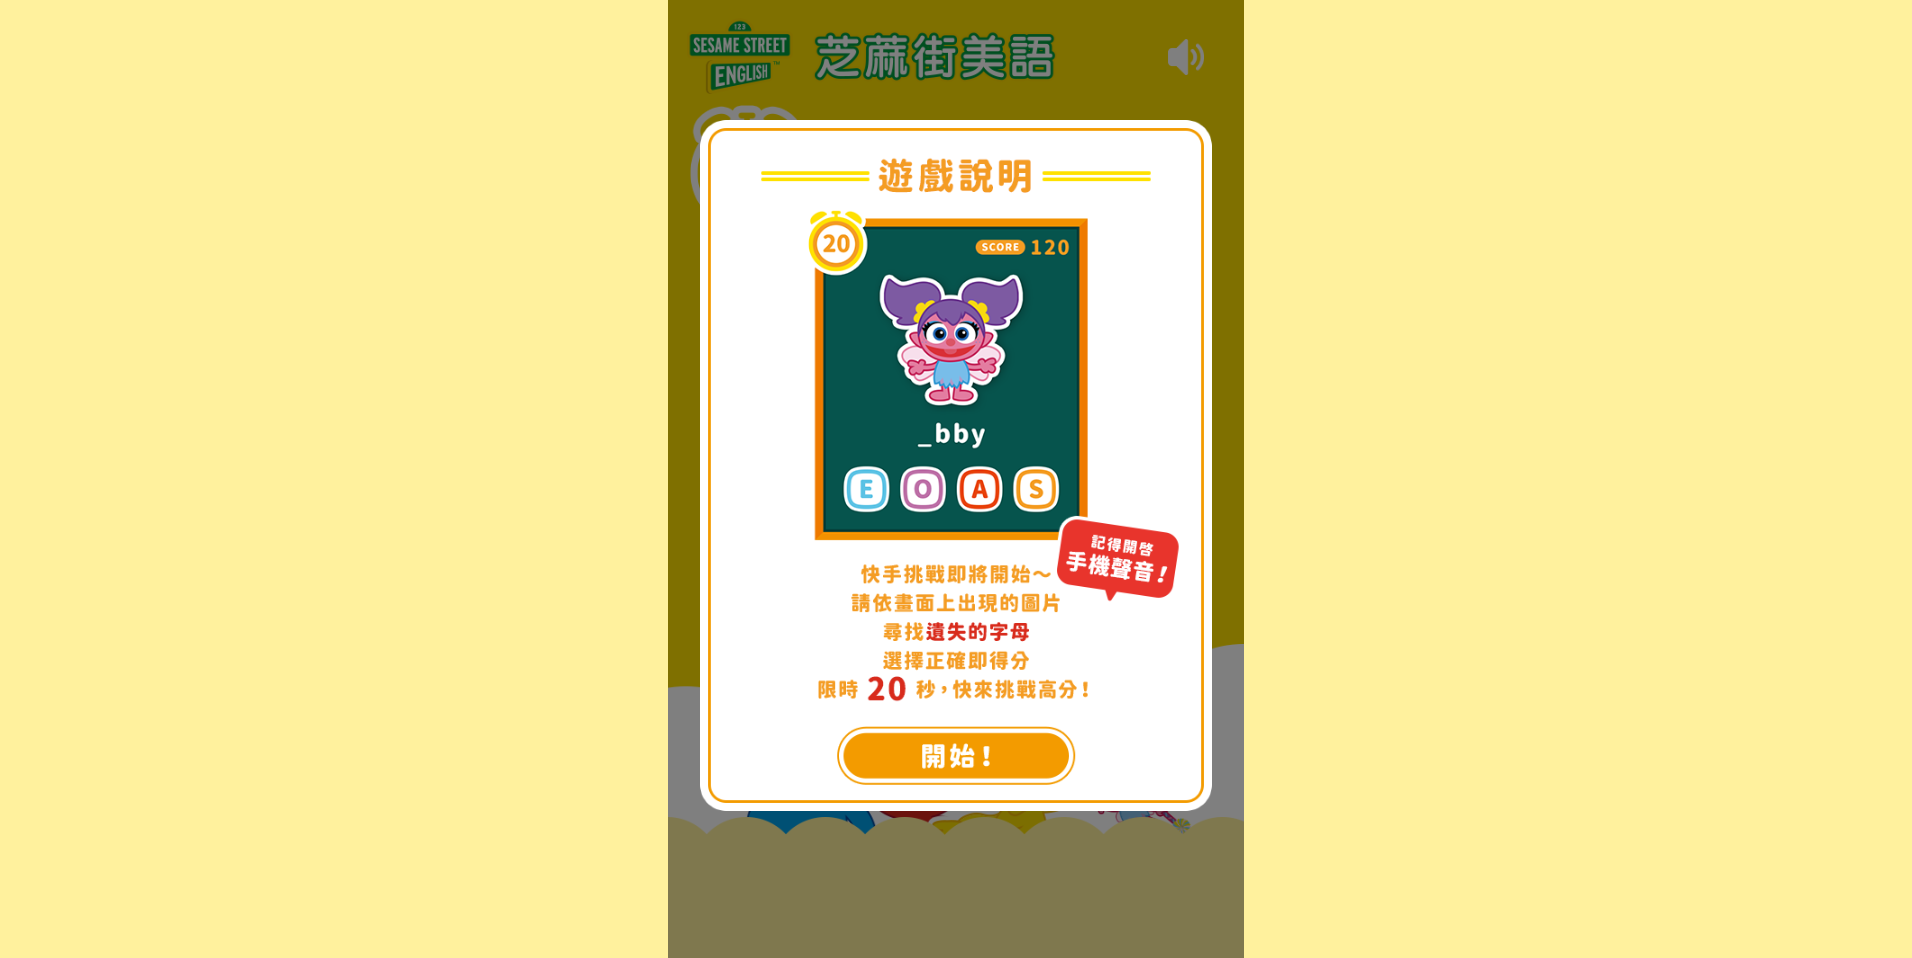 123
SESAME STREET
ENGLISH™
芝蔴街美語
遊戲說明
20
SCORE 120
_bby
E O A S
記得開啓
手機聲音！
快手挑戰即將開始～
請依畫面上出現的圖片
尋找遺失的字母
選擇正確即得分
限時 20 秒，快來挑戰高分！
開始！